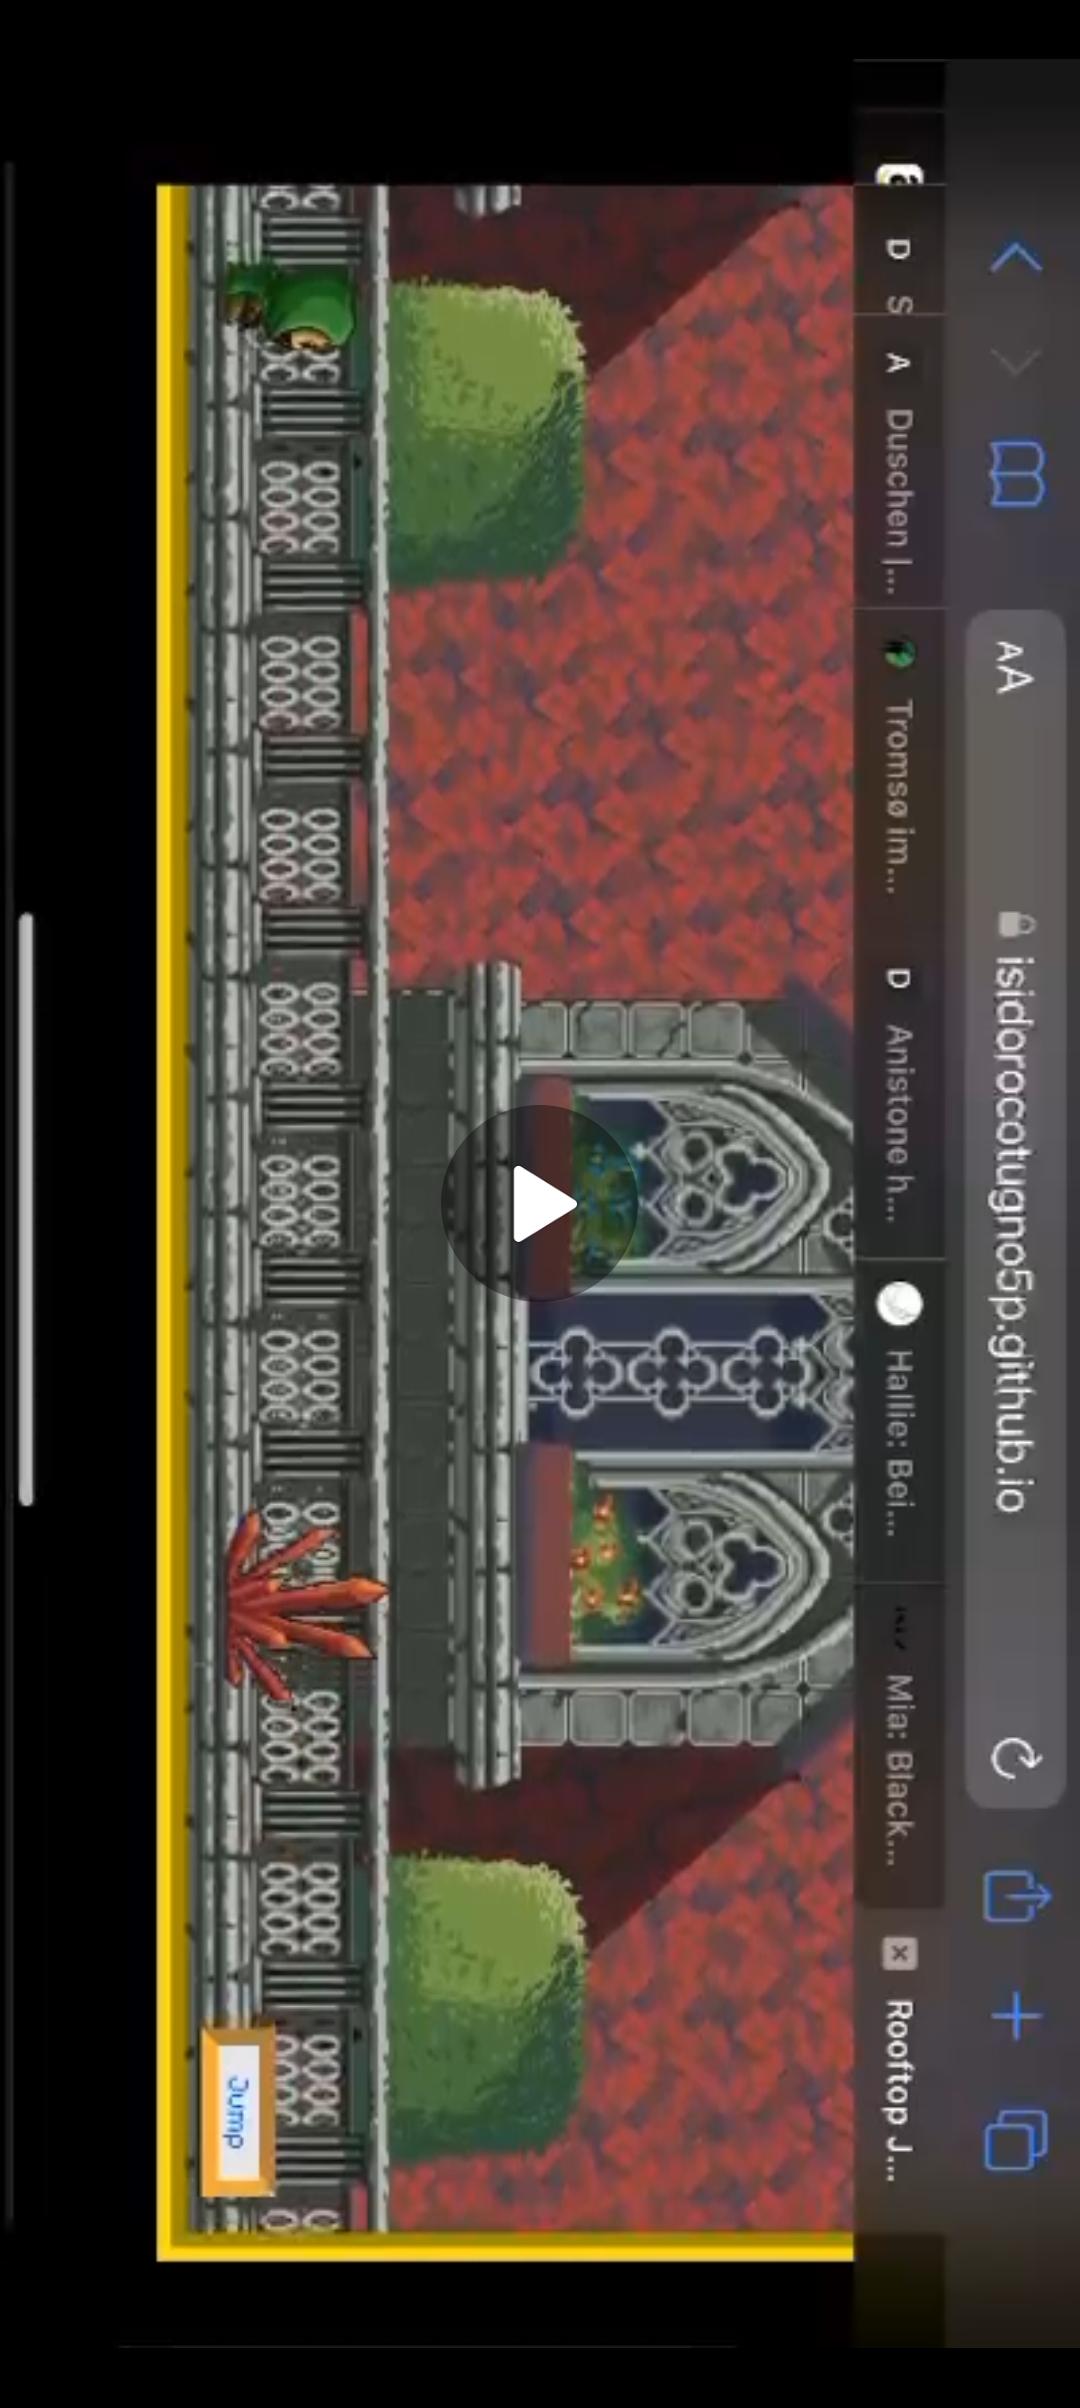 AA
isidorocotugno5p.github.io
D S
A Duschen |...
Tromsø im...
D Anistone h...
Hallie: Bei...
Mia: Black...
Rooftop J...
Jump